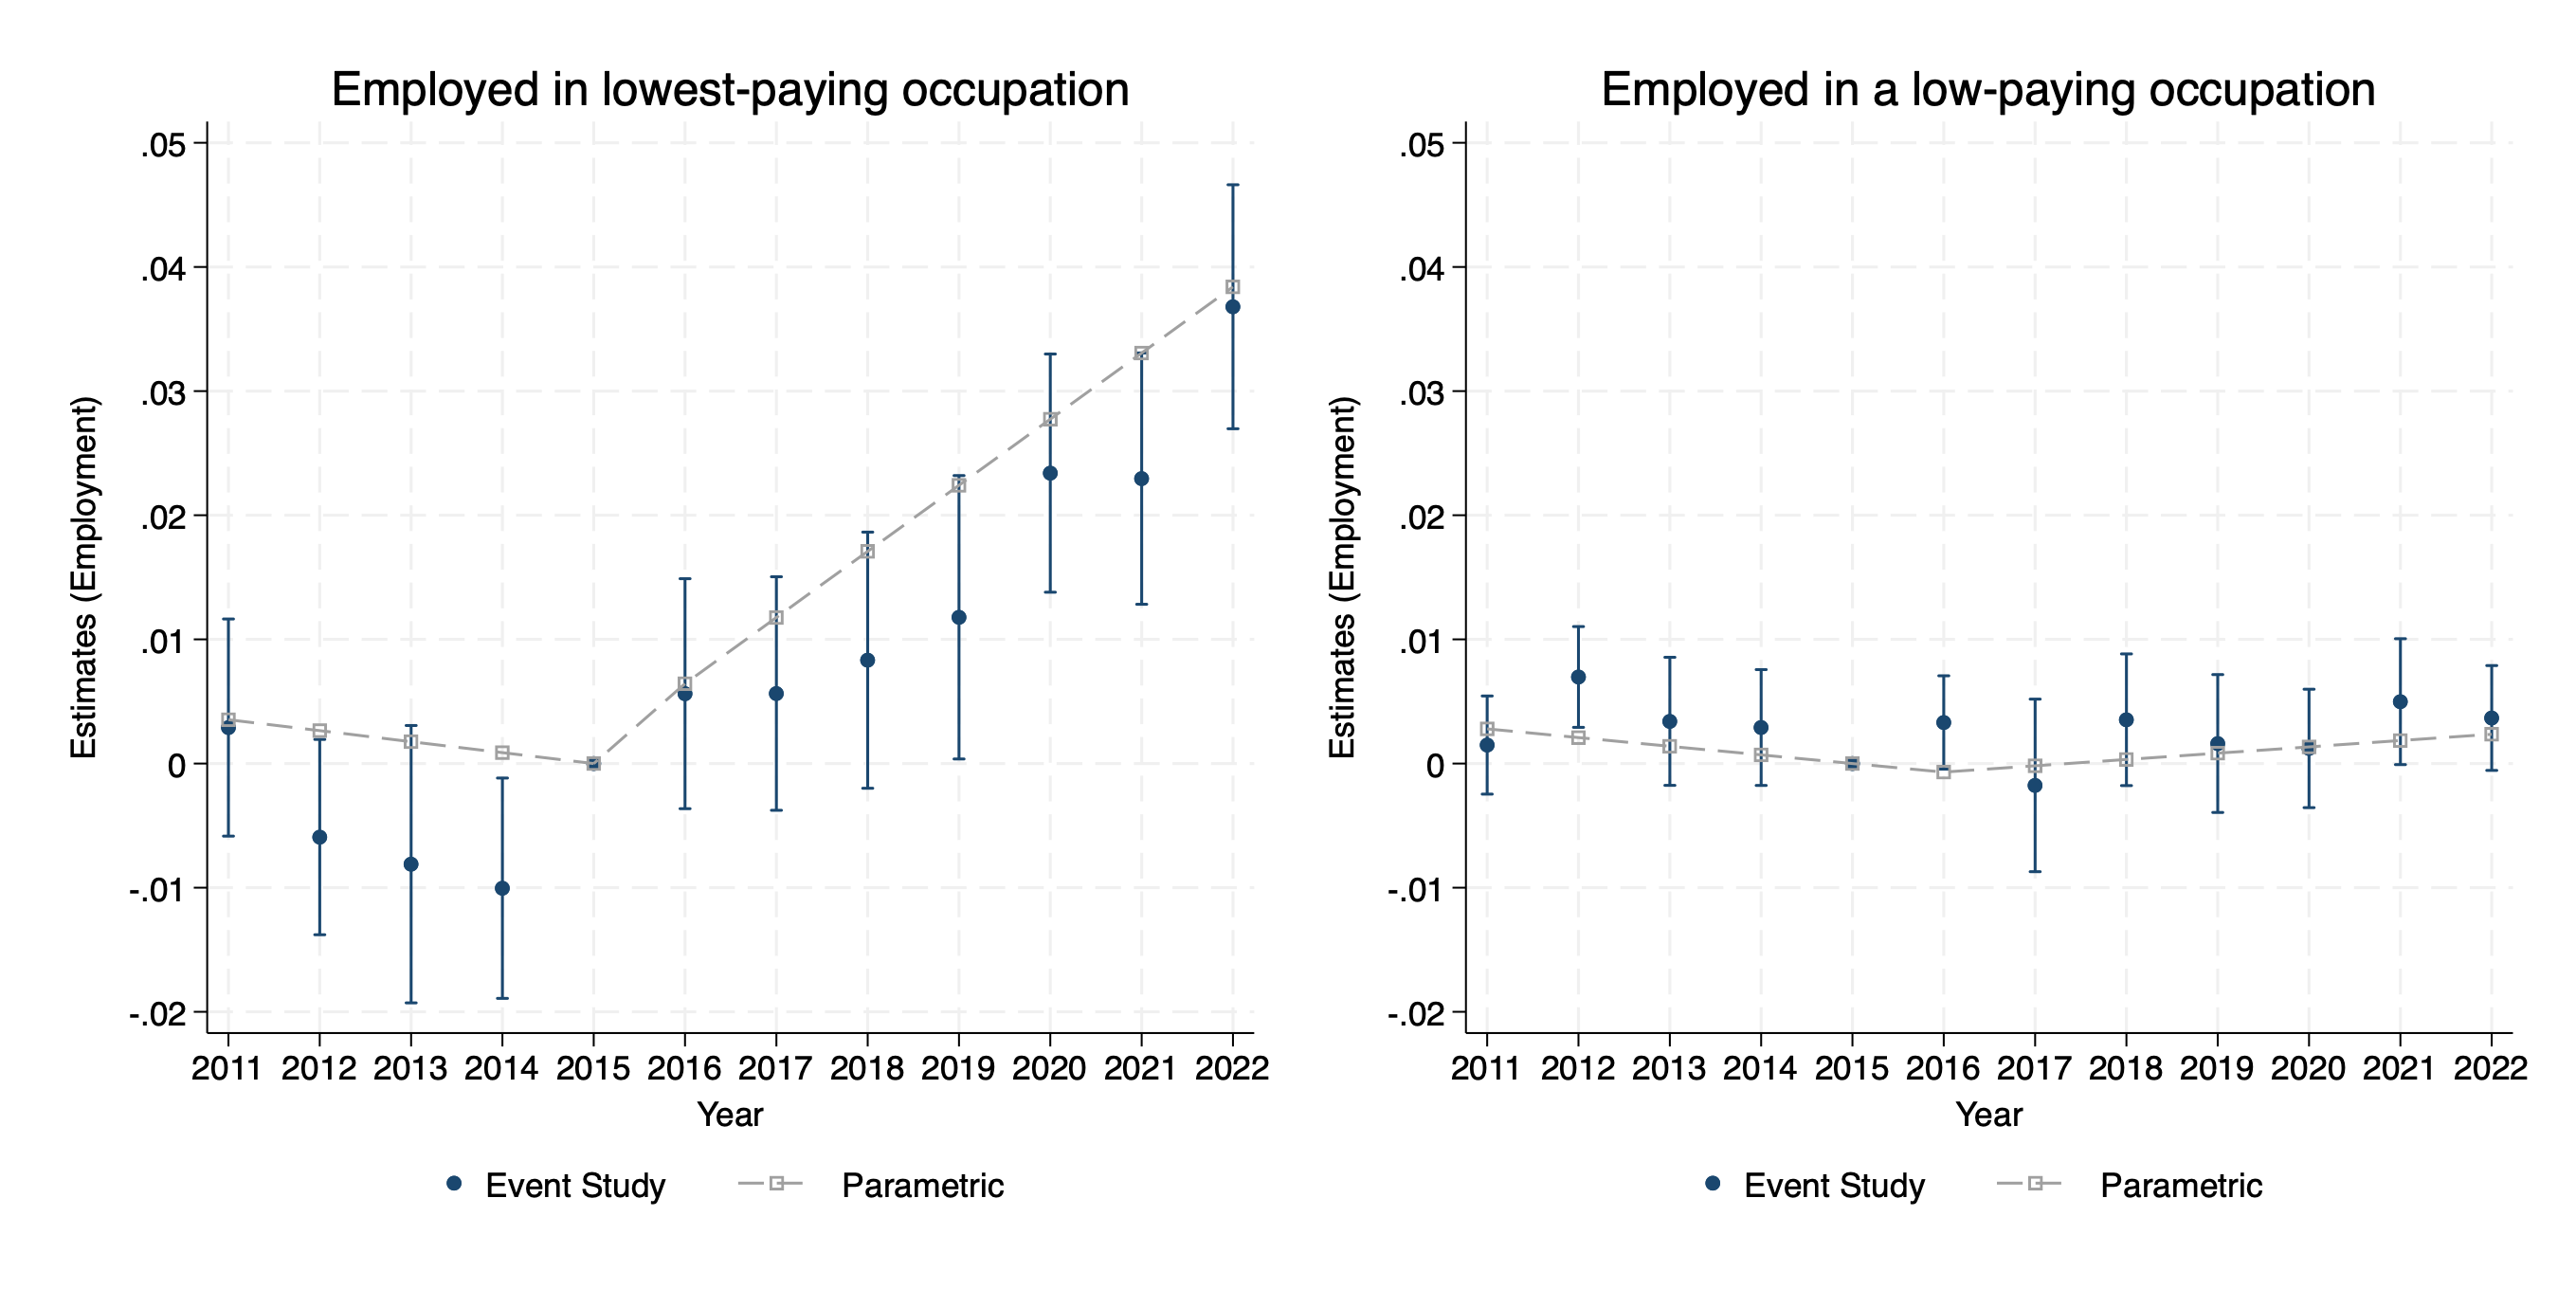 Employed in lowest-paying occupation
Estimates (Employment)
.05
.04
.03
.02
.01
0
-.01
-.02
2011 2012 2013 2014 2015 2016 2017 2018 2019 2020 2021 2022
Year
Event Study Parametric
Employed in a low-paying occupation
Estimates (Employment)
.05
.04
.03
.02
.01
0
-.01
-.02
2011 2012 2013 2014 2015 2016 2017 2018 2019 2020 2021 2022
Year
Event Study Parametric